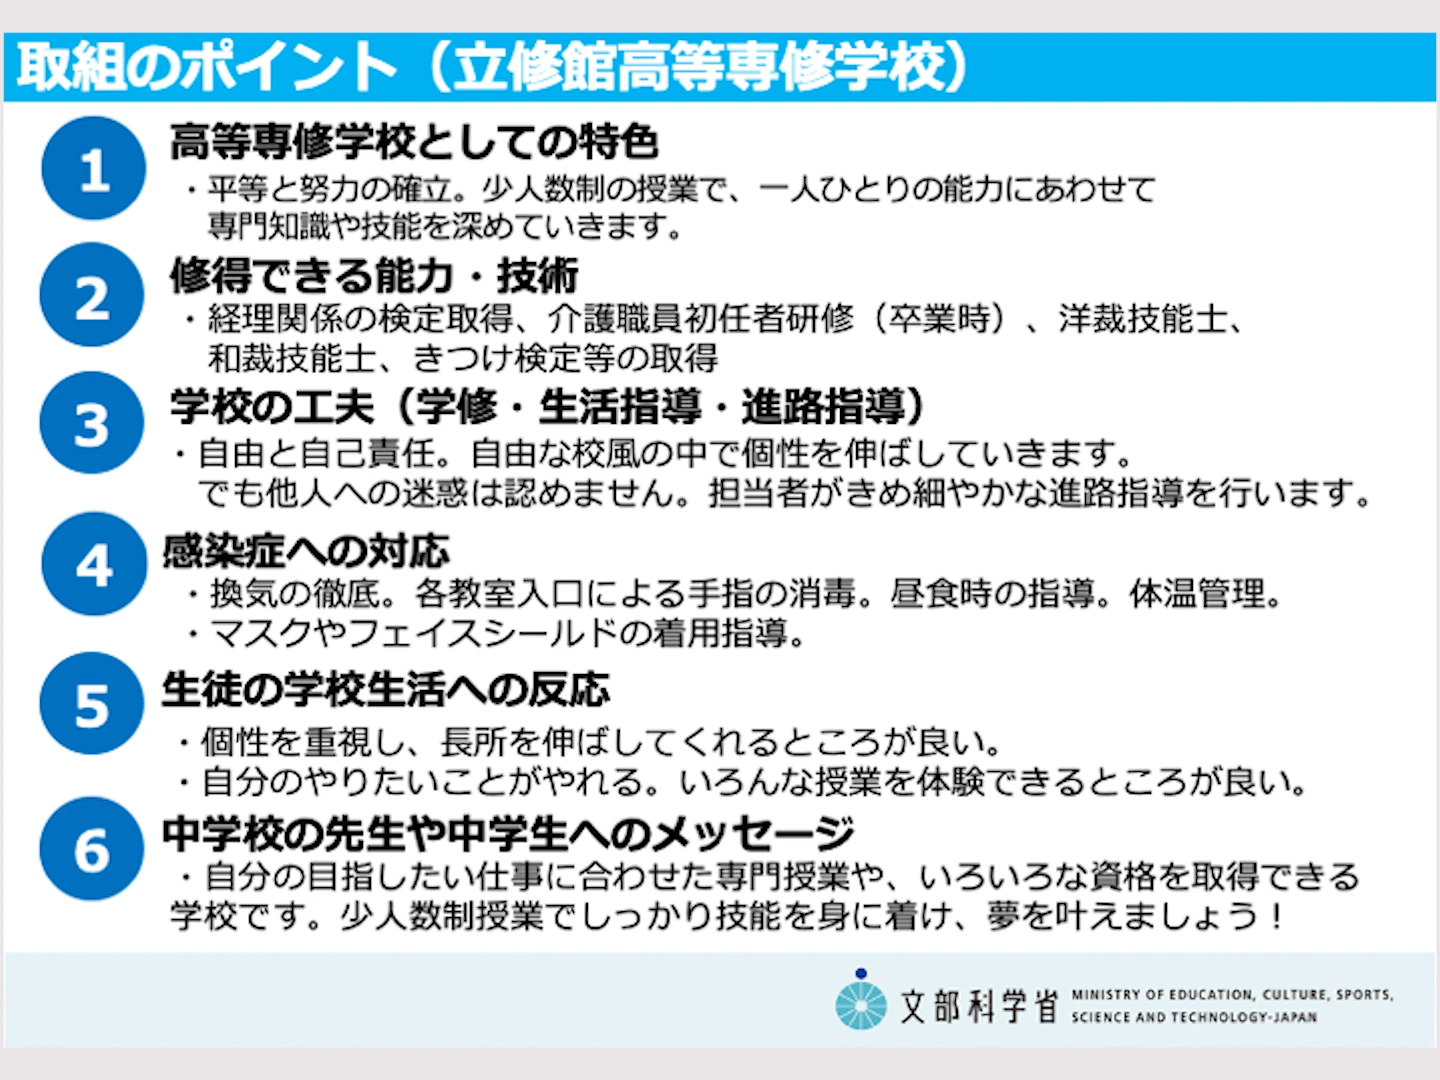 取組のポイント（立修館高等専修学校）
1 高等専修学校としての特色
・平等と努力の確立。少人数制の授業で、一人ひとりの能力にあわせて
専門知識や技能を深めていきます。
2 修得できる能力・技術
・経理関係の検定取得、介護職員初任者研修（卒業時）、洋裁技能士、
和裁技能士、きつけ検定等の取得
3 学校の工夫（学修・生活指導・進路指導）
・自由と自己責任。自由な校風の中で個性を伸ばしていきます。
でも他人への迷惑は認めません。担当者がきめ細やかな進路指導を行います。
4 感染症への対応
・換気の徹底。各教室入口による手指の消毒。昼食時の指導。体温管理。
・マスクやフェイスシールドの着用指導。
5 生徒の学校生活への反応
・個性を重視し、長所を伸ばしてくれるところが良い。
・自分のやりたいことがやれる。いろんな授業を体験できるところが良い。
6 中学校の先生や中学生へのメッセージ
・自分の目指したい仕事に合わせた専門授業や、いろいろな資格を取得できる
学校です。少人数制授業でしっかり技能を身に着け、夢を叶えましょう！
文部科学省 MINISTRY OF EDUCATION, CULTURE, SPORTS,
SCIENCE AND TECHNOLOGY-JAPAN